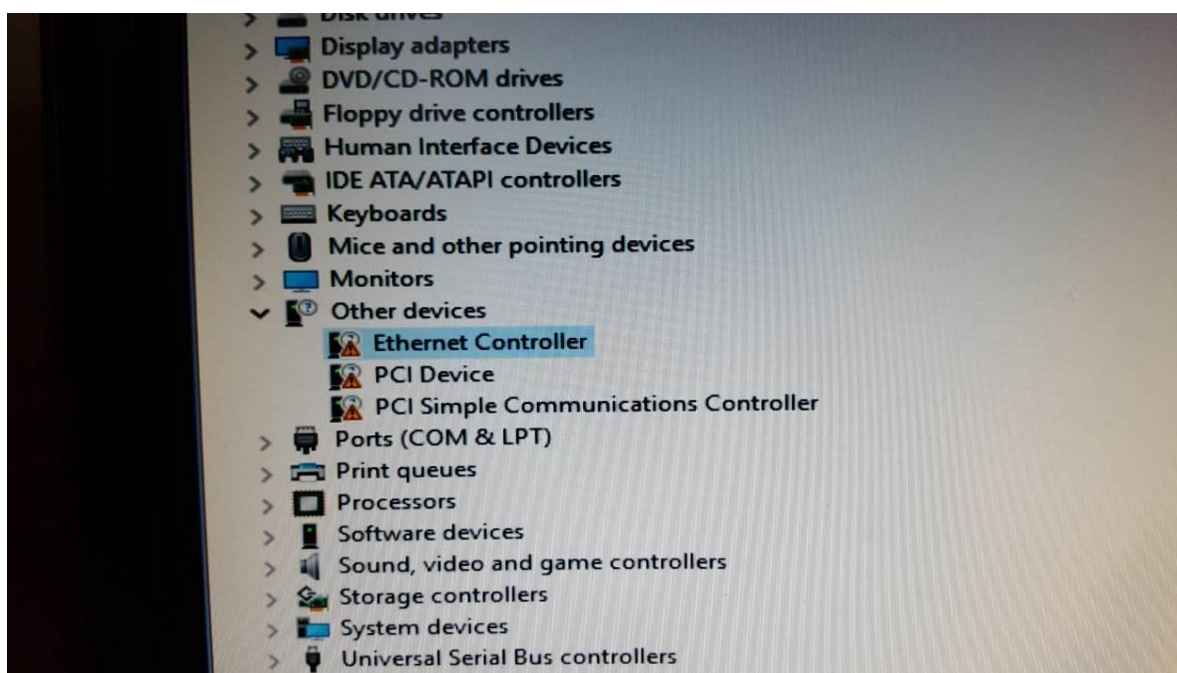 Disk drives
Display adapters
DVD/CD-ROM drives
Floppy drive controllers
Human Interface Devices
IDE ATA/ATAPI controllers
Keyboards
Mice and other pointing devices
Monitors
Other devices
Ethernet Controller
PCI Device
PCI Simple Communications Controller
Ports (COM & LPT)
Print queues
Processors
Software devices
Sound, video and game controllers
Storage controllers
System devices
Universal Serial Bus controllers